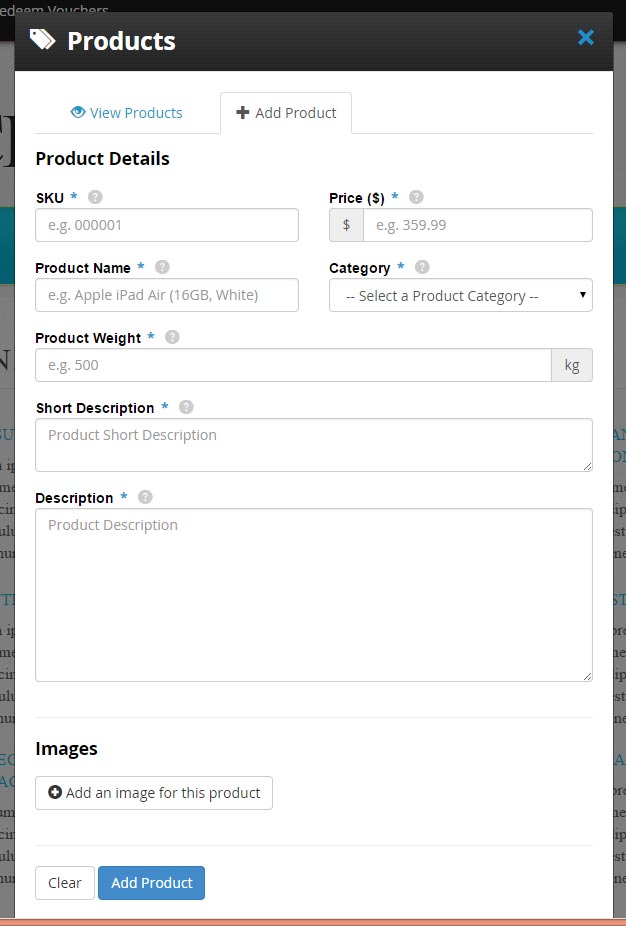 edeem Vouchers
Products
View Products
Add Product
Product Details
SKU * ?
Price ($) * ?
e.g. 000001
$ e.g. 359.99
Product Name * ?
Category * ?
e.g. Apple iPad Air (16GB, White)
-- Select a Product Category --
Product Weight * ?
e.g. 500
kg
Short Description * ?
Product Short Description
Description * ?
Product Description
Images
Add an image for this product
Clear
Add Product